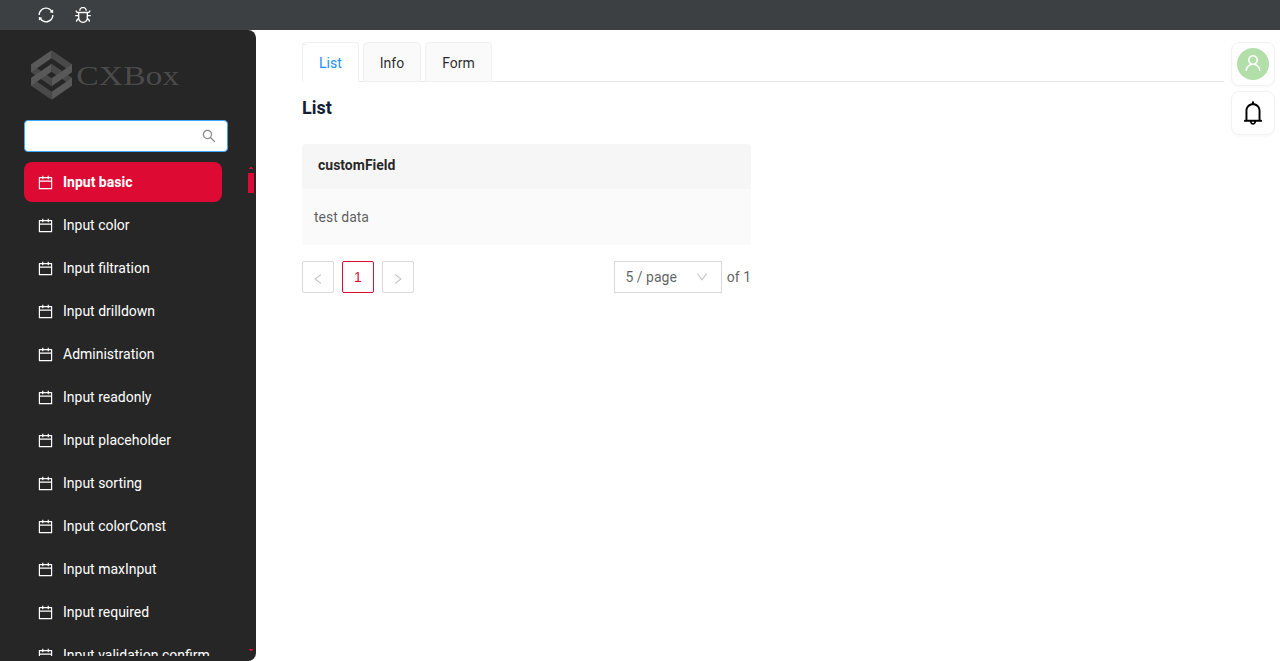 CXBox
List
Info
Form
List
Input basic
Input color
Input filtration
Input drilldown
Administration
Input readonly
Input placeholder
Input sorting
Input colorConst
Input maxInput
Input required
Input validation confirm
customField
test data
1
5 / page
of 1